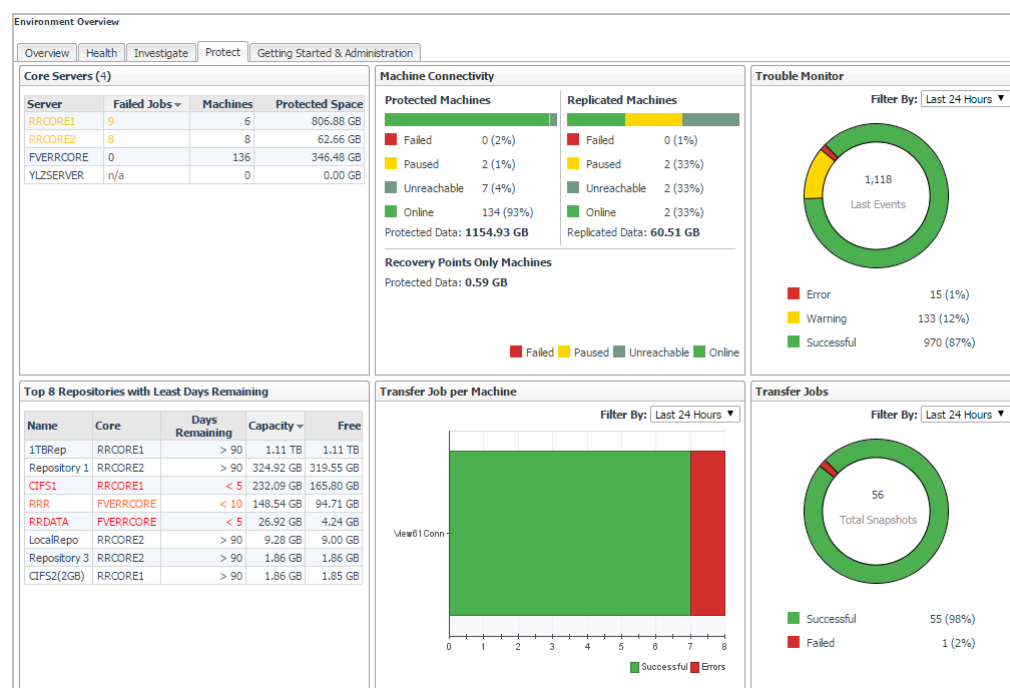 Environment Overview
Overview Health Investigate Protect Getting Started & Administration
Core Servers (4)
Server Failed Jobs Machines Protected Space
RRCORE1 9 6 806.88 GB
RRCORE2 8 8 62.66 GB
FVERRCORE 0 136 346.48 GB
YLZSERVER n/a 0 0.00 GB
Machine Connectivity
Protected Machines
Failed 0 (2%)
Paused 2 (1%)
Unreachable 7 (4%)
Online 134 (93%)
Protected Data: 1154.93 GB
Replicated Machines
Failed 0 (1%)
Paused 2 (33%)
Unreachable 2 (33%)
Online 2 (33%)
Replicated Data: 60.51 GB
Recovery Points Only Machines
Protected Data: 0.59 GB
Failed Paused Unreachable Online
Trouble Monitor
Filter By: Last 24 Hours
1,118
Last Events
Error 15 (1%)
Warning 133 (12%)
Successful 970 (87%)
Top 8 Repositories with Least Days Remaining
Name Core Days Remaining Capacity Free
1TBRep RRCORE1 > 90 1.11 TB 1.11 TB
Repository 1 RRCORE2 > 90 324.92 GB 319.55 GB
CIFS1 RRCORE1 < 5 232.09 GB 165.80 GB
RRR FVERRCORE < 10 148.54 GB 94.71 GB
RRDATA FVERRCORE < 5 26.92 GB 4.24 GB
LocalRepo RRCORE2 > 90 9.28 GB 9.00 GB
Repository 3 RRCORE2 > 90 1.86 GB 1.86 GB
CIFS2(2GB) RRCORE1 > 90 1.86 GB 1.85 GB
Transfer Job per Machine
Filter By: Last 24 Hours
View61Conn
0 1 2 3 4 5 6 7 8
Successful Errors
Transfer Jobs
Filter By: Last 24 Hours
56
Total Snapshots
Successful 55 (98%)
Failed 1 (2%)